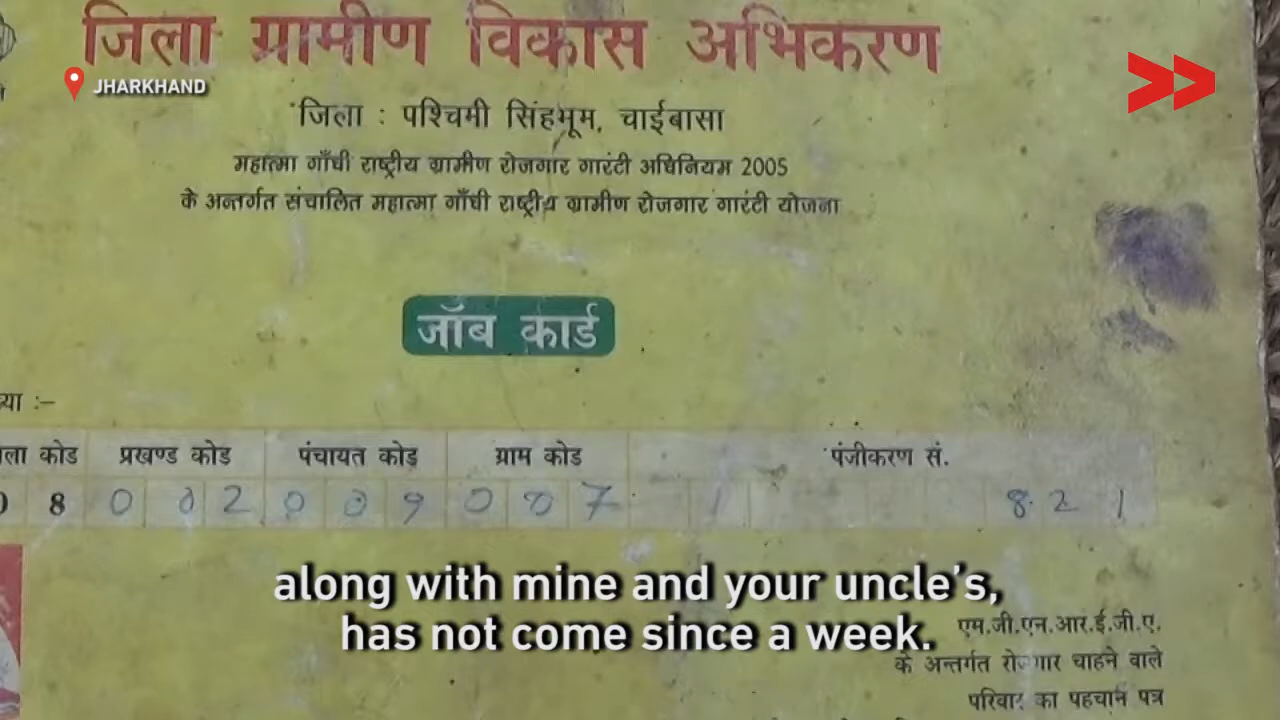 जिला ग्रामीण विकास अभिकरण
JHARKHAND
जिला : पश्चिमी सिंहभूम, चाईबासा
महात्मा गाँधी राष्ट्रीय ग्रामीण रोजगार गारंटी अधिनियम 2005
के अन्तर्गत संचालित महात्मा गाँधी राष्ट्रीय ग्रामीण रोजगार गारंटी योजना
जॉब कार्ड
कोड प्रखण्ड कोड पंचायत कोड ग्राम कोड पंजीकरण सं.
8 0 0 2 0 0 9 0 0 7 1 8 2 1
along with mine and your uncle's,
has not come since a week.
एम.जी.एन.आर.ई.जी.ए.
के अन्तर्गत रोजगार चाहने वाले
परिवार का पहचान पत्र